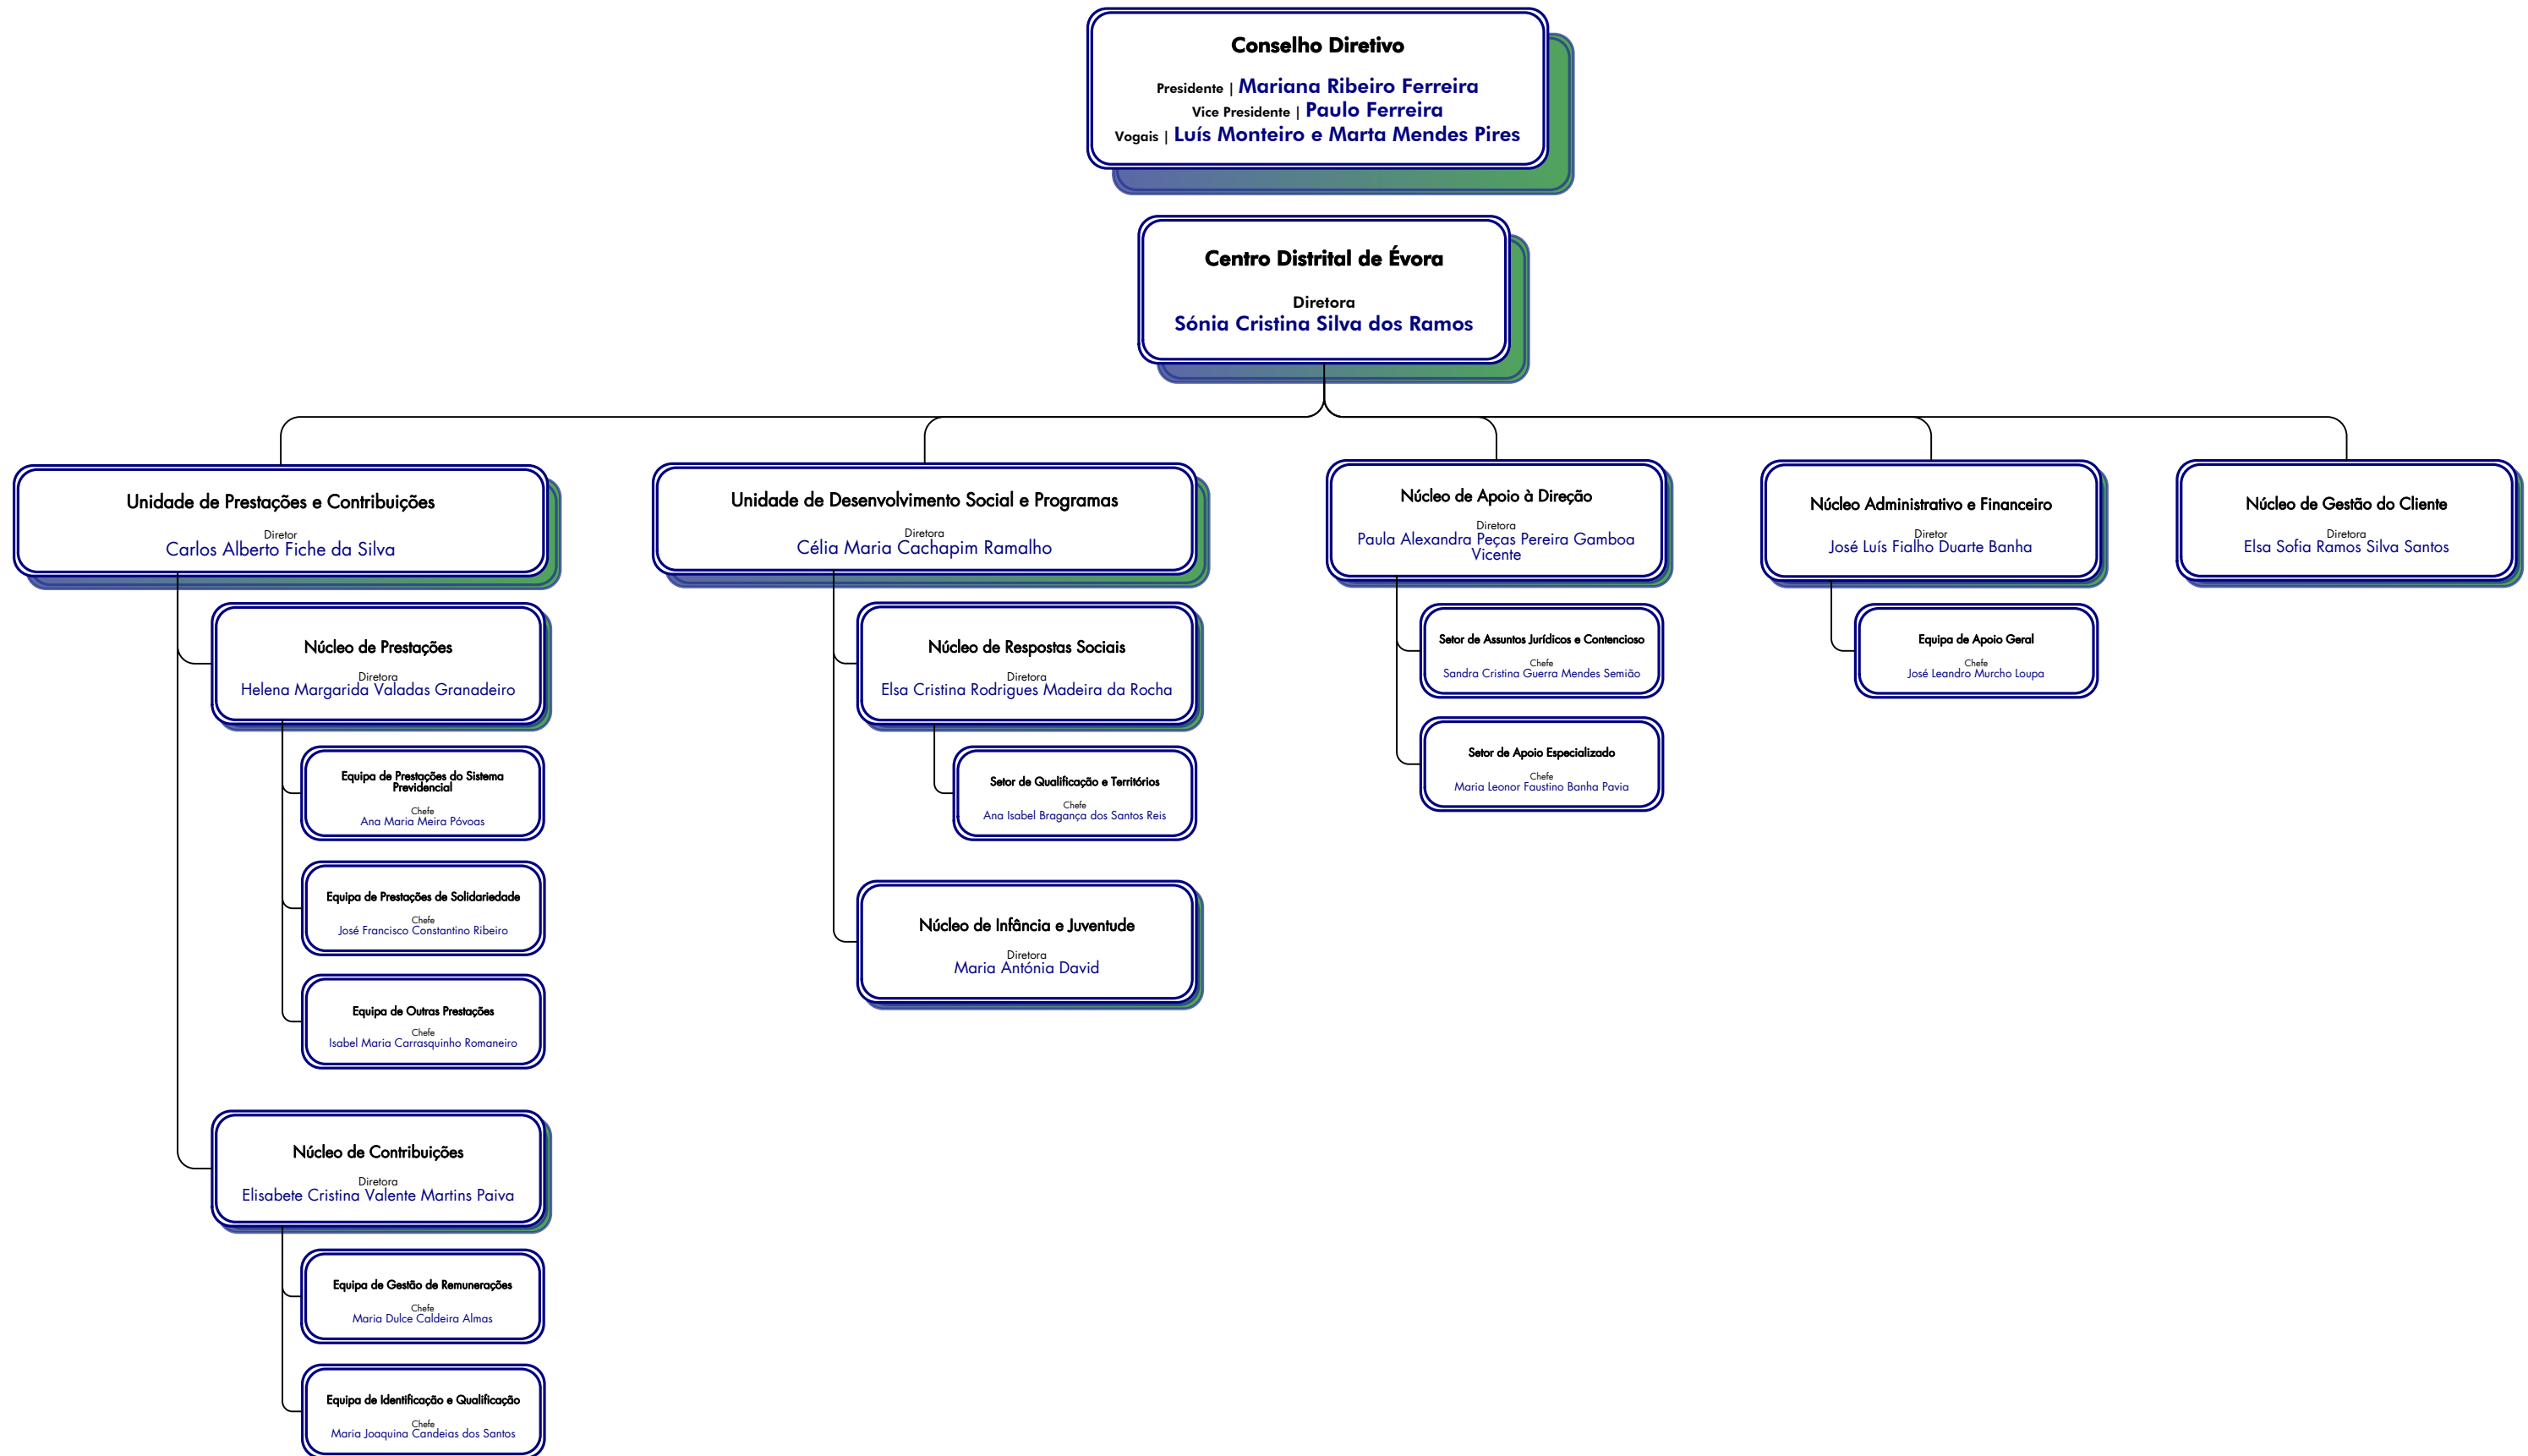 Conselho Diretivo
Presidente | Mariana Ribeiro Ferreira
Vice Presidente | Paulo Ferreira
Vogais | Luís Monteiro e Marta Mendes Pires
Centro Distrital de Évora
Diretora
Sónia Cristina Silva dos Ramos
Unidade de Prestações e Contribuições
Diretor
Carlos Alberto Fiche da Silva
Núcleo de Prestações
Diretora
Helena Margarida Valadas Granadeiro
Equipa de Prestações do Sistema
Previdencial
Chefe
Ana Maria Meira Póvoas
Equipa de Prestações de Solidariedade
Chefe
José Francisco Constantino Ribeiro
Equipa de Outras Prestações
Chefe
Isabel Maria Carrasquinho Romaneiro
Núcleo de Contribuições
Diretora
Elisabete Cristina Valente Martins Paiva
Equipa de Gestão de Remunerações
Chefe
Maria Dulce Caldeira Almas
Equipa de Identificação e Qualificação
Chefe
Maria Joaquina Candeias dos Santos
Unidade de Desenvolvimento Social e Programas
Diretora
Célia Maria Cachapim Ramalho
Núcleo de Respostas Sociais
Diretora
Elsa Cristina Rodrigues Madeira da Rocha
Setor de Qualificação e Territórios
Chefe
Ana Isabel Bragança dos Santos Reis
Núcleo de Infância e Juventude
Diretora
Maria Antónia David
Núcleo de Apoio à Direção
Diretora
Paula Alexandra Peças Pereira Gamboa
Vicente
Setor de Assuntos Jurídicos e Contencioso
Chefe
Sandra Cristina Guerra Mendes Semião
Setor de Apoio Especializado
Chefe
Maria Leonor Faustino Banha Pavia
Núcleo Administrativo e Financeiro
Diretor
José Luís Fialho Duarte Banha
Equipa de Apoio Geral
Chefe
José Leandro Murcho Loupa
Núcleo de Gestão do Cliente
Diretora
Elsa Sofia Ramos Silva Santos